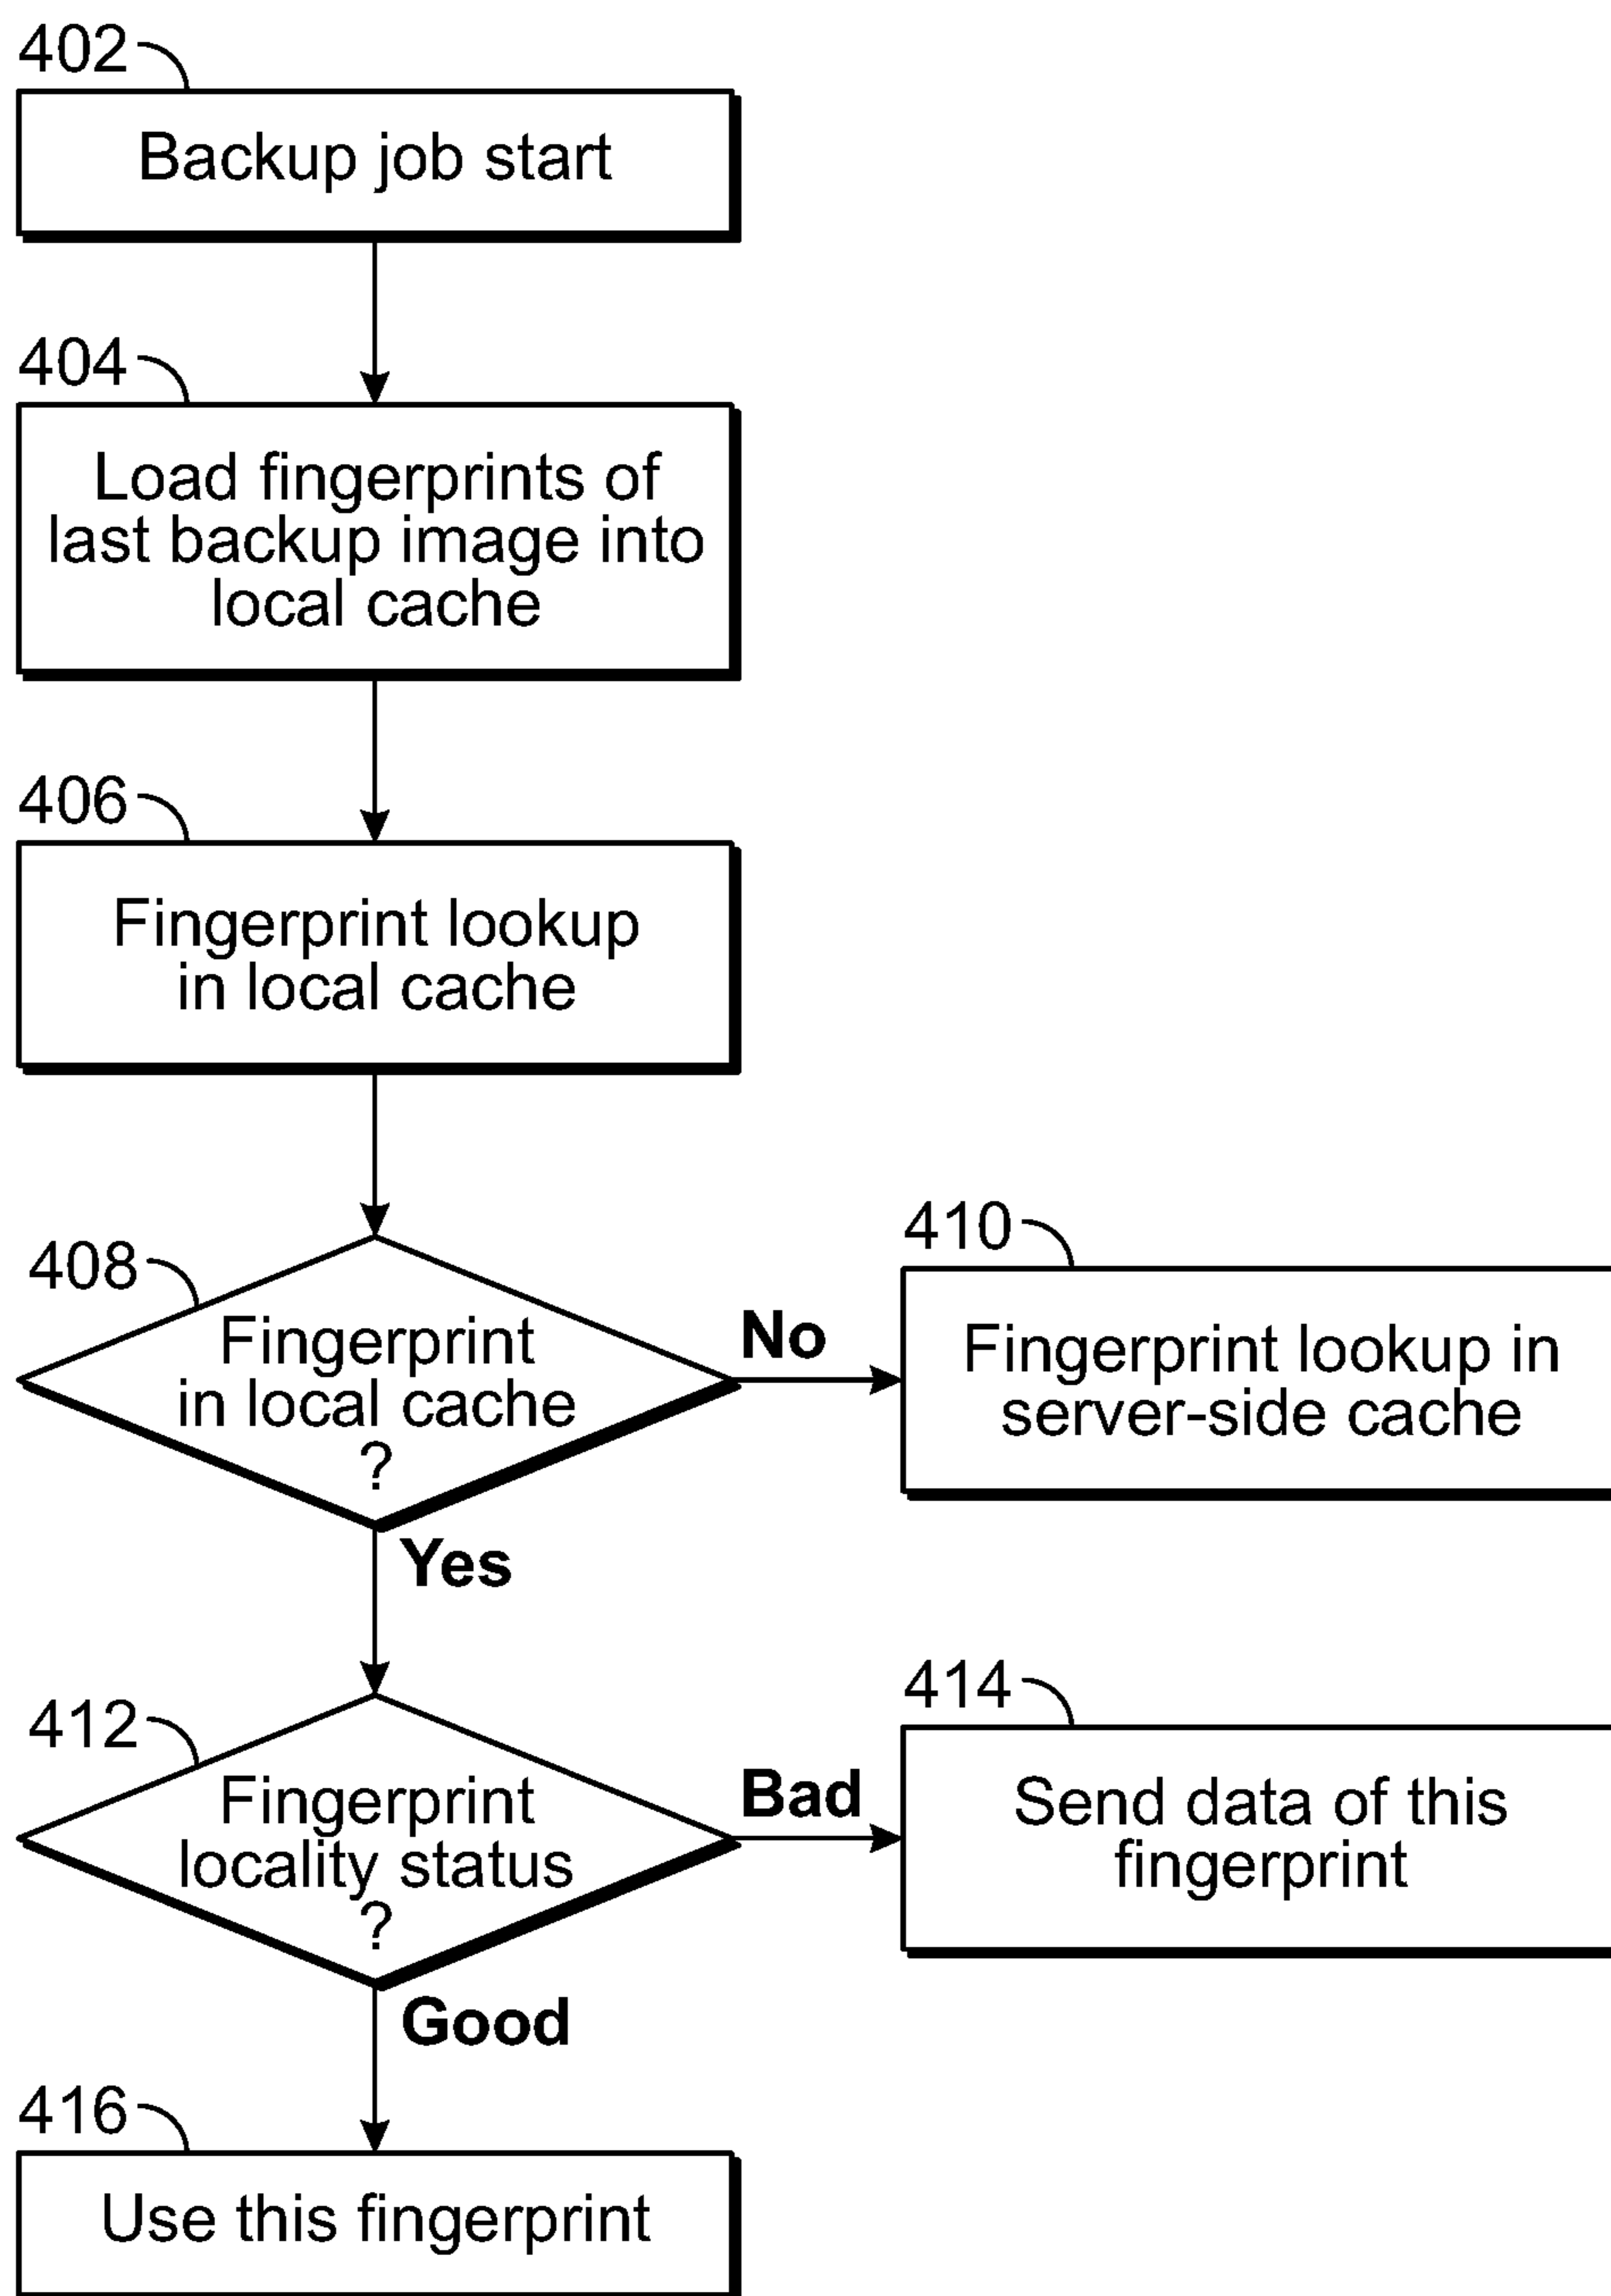 402
Backup job start
404
Load fingerprints of
last backup image into
local cache
406
Fingerprint lookup
in local cache
408
Fingerprint
in local cache
?
No
410
Fingerprint lookup in
server-side cache
Yes
412
Fingerprint
locality status
?
Bad
414
Send data of this
fingerprint
Good
416
Use this fingerprint